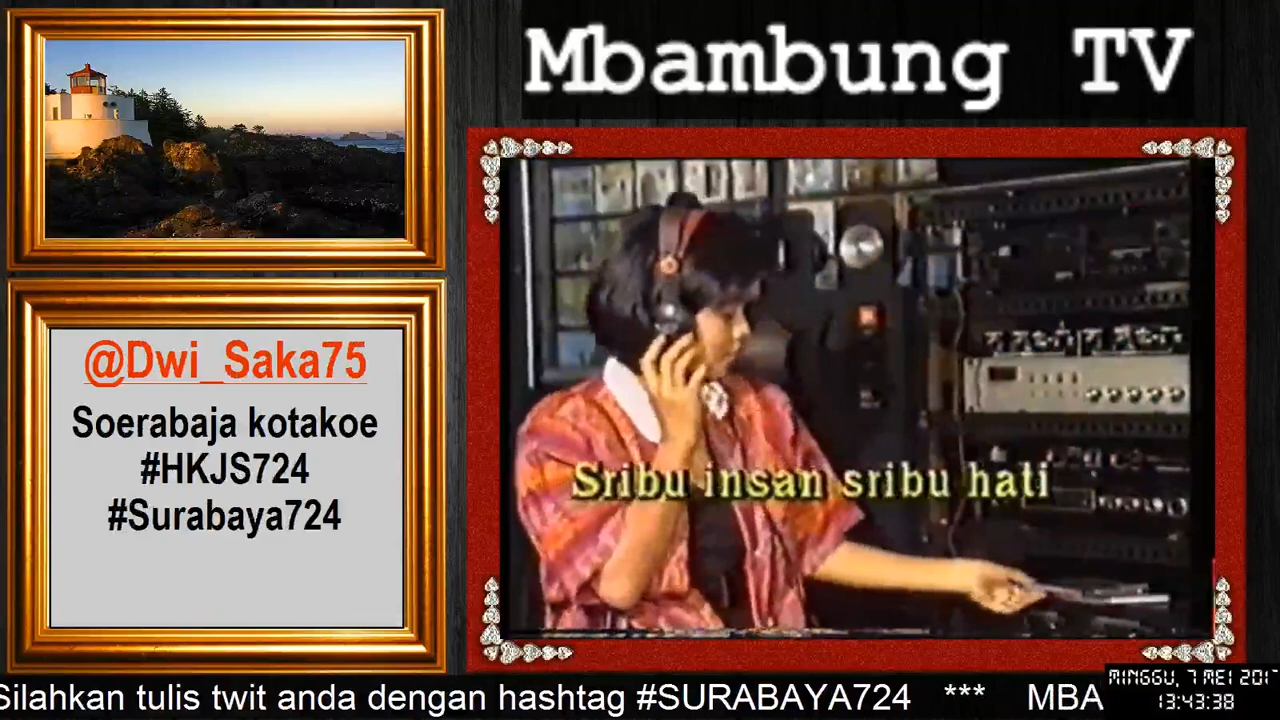 Mbambung TV
@Dwi_Saka75
Soerabaja kotakoe
#HKJS724
#Surabaya724
Sribu insan sribu hati
Silahkan tulis twit anda dengan hashtag #SURABAYA724 *** MBA
MINGGU, 7 MEI 2017
13:43:38